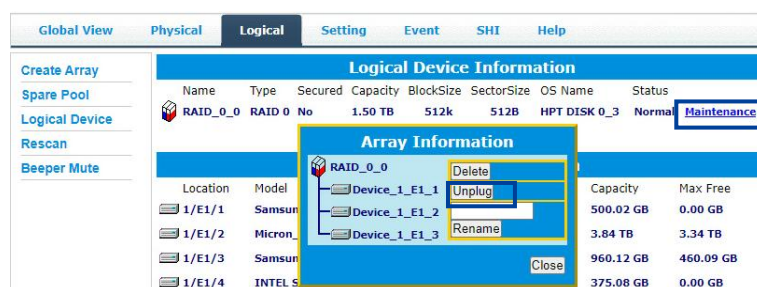 Global View Physical Logical Setting Event SHI Help
Create Array
Spare Pool
Logical Device
Rescan
Beeper Mute
Logical Device Information
Name Type Secured Capacity BlockSize SectorSize OS Name Status
RAID_0_0 RAID 0 No 1.50 TB 512k 512B HPT DISK 0_3 Normal Maintenance
Array Information
RAID_0_0
Device_1_E1_1
Device_1_E1_2
Device_1_E1_3
Delete
Unplug
Rename
Close
Location Model Capacity Max Free
1/E1/1 Samsun 500.02 GB 0.00 GB
1/E1/2 Micron_ 3.84 TB 3.34 TB
1/E1/3 Samsun 960.12 GB 460.09 GB
1/E1/4 INTEL S 375.08 GB 0.00 GB